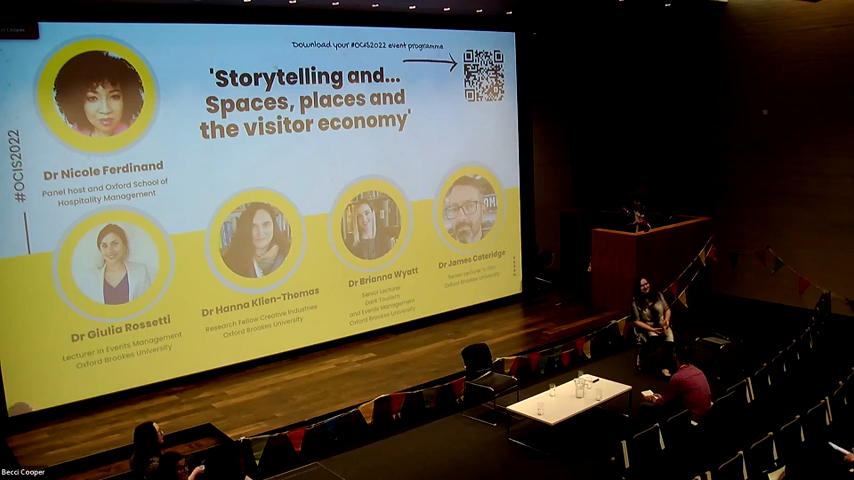 Download your #OCIS2022 event programme
'Storytelling and...
Spaces, places and
the visitor economy'
#OCIS2022
Dr Nicole Ferdinand
Panel host and Oxford School of
Hospitality Management
Dr Giulia Rossetti
Lecturer in Events Management
Oxford Brookes University
Dr Hanna Klien-Thomas
Research Fellow Creative Industries
Oxford Brookes University
Dr Brianna Wyatt
Senior Lecturer
Dark Tourism
and Events Management
Oxford Brookes University
Dr James Cateridge
Senior Lecturer in Film
Oxford Brookes University
Becci Cooper